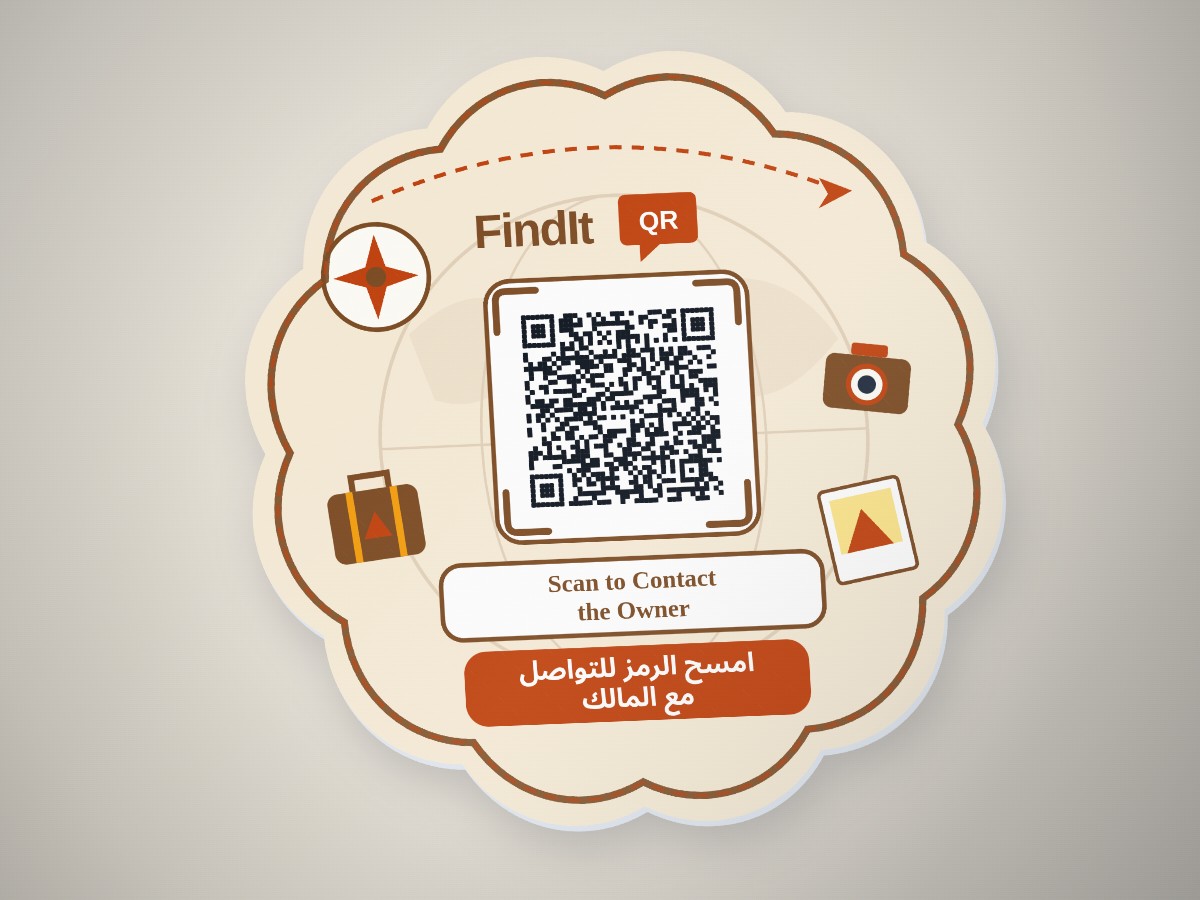 FindIt QR
Scan to Contact
the Owner
امسح الرمز للتواصل
مع المالك